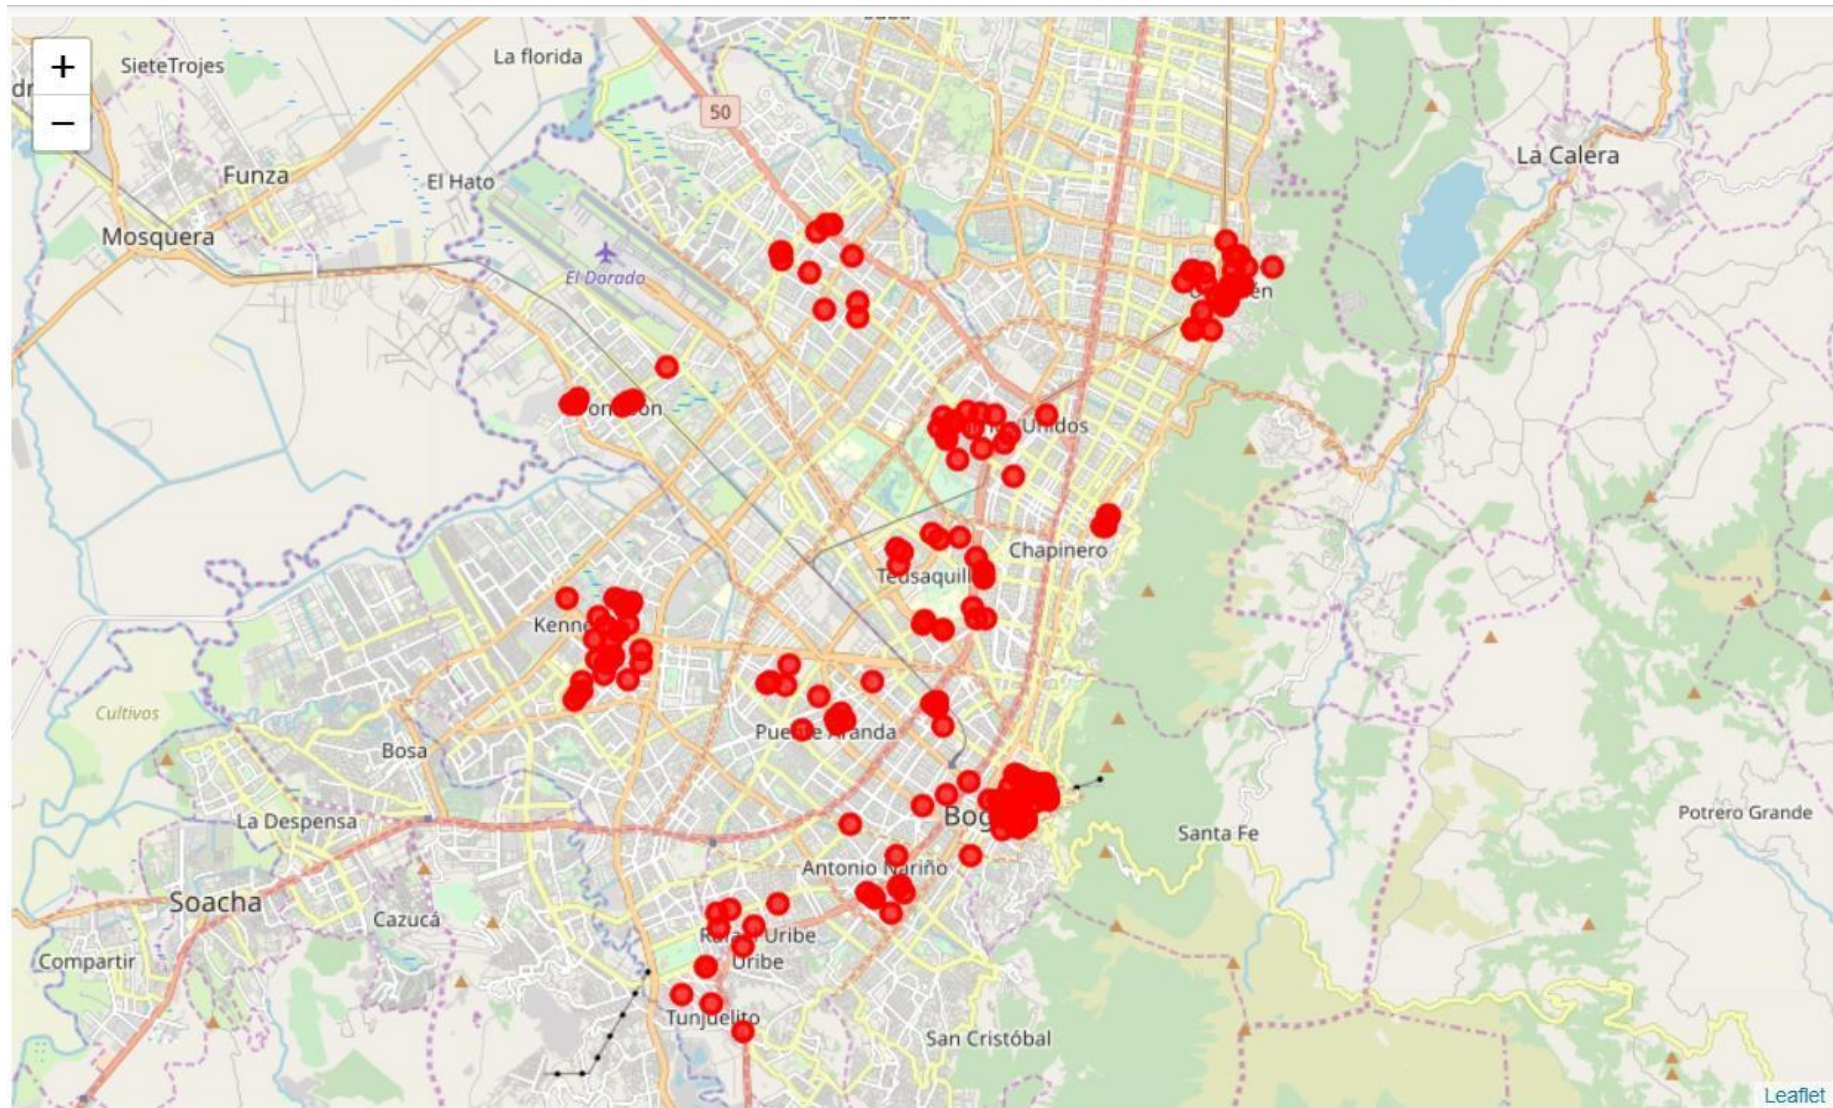 +
SieteTrojes
La florida
−
50
Funza
El Hato
La Calera
Mosquera
El Dorado
Unidos
Chapinero
Cultivos
Bosa
Puente Aranda
La Despensa
Potrero Grande
Santa Fe
Antonio Nariño
Soacha
Cazucá
Uribe
Compartir
Uribe
Tunjuelito
San Cristóbal
Leaflet